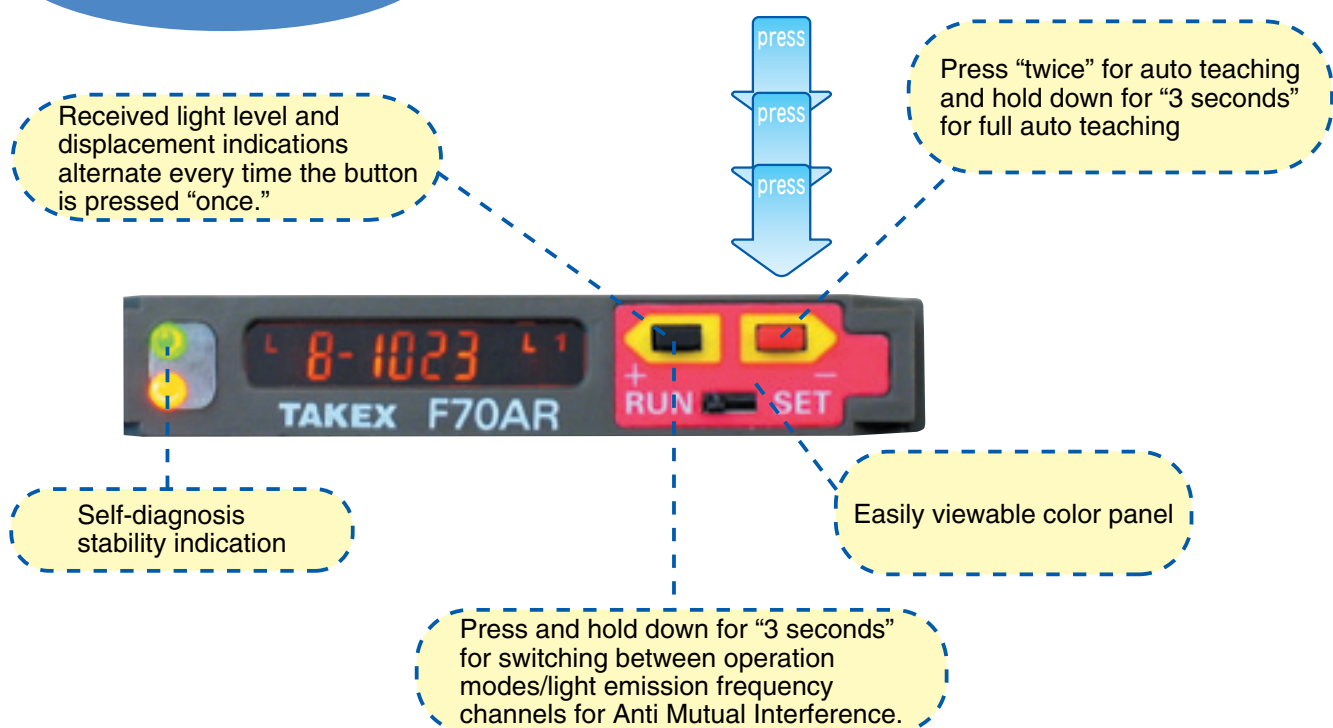 press
press
press
Press “twice” for auto teaching
and hold down for “3 seconds”
for full auto teaching
Received light level and
displacement indications
alternate every time the button
is pressed “once.”
L 8-1023 L 1
+ −
RUN SET
TAKEX F70AR
Self-diagnosis
stability indication
Easily viewable color panel
Press and hold down for “3 seconds”
for switching between operation
modes/light emission frequency
channels for Anti Mutual Interference.